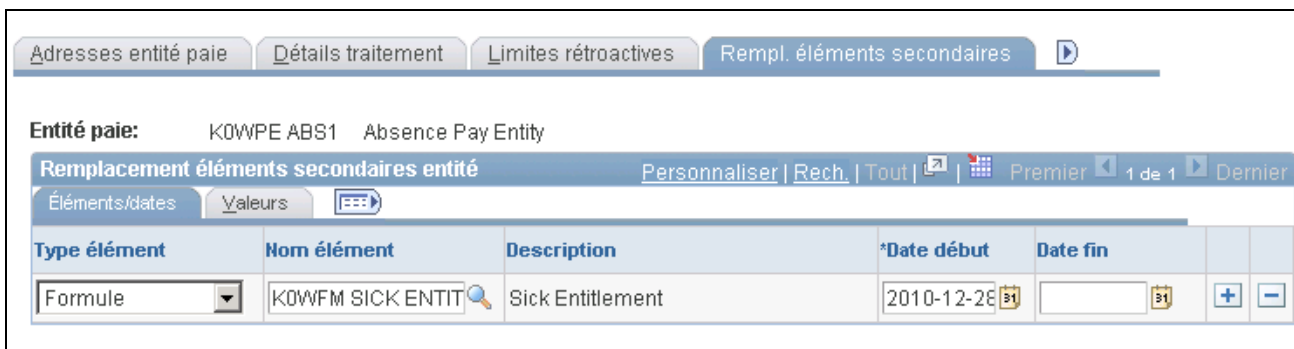 Adresses entité paie Détails traitement Limites rétroactives Rempl. éléments secondaires
Entité paie: K0WPE ABS1 Absence Pay Entity
Remplacement éléments secondaires entité Personnaliser | Rech. | Tout | | Premier 1 de 1 Dernier
Éléments/dates Valeurs
Type élément Nom élément Description *Date début Date fin
Formule K0WFM SICK ENTIT Sick Entitlement 2010-12-28